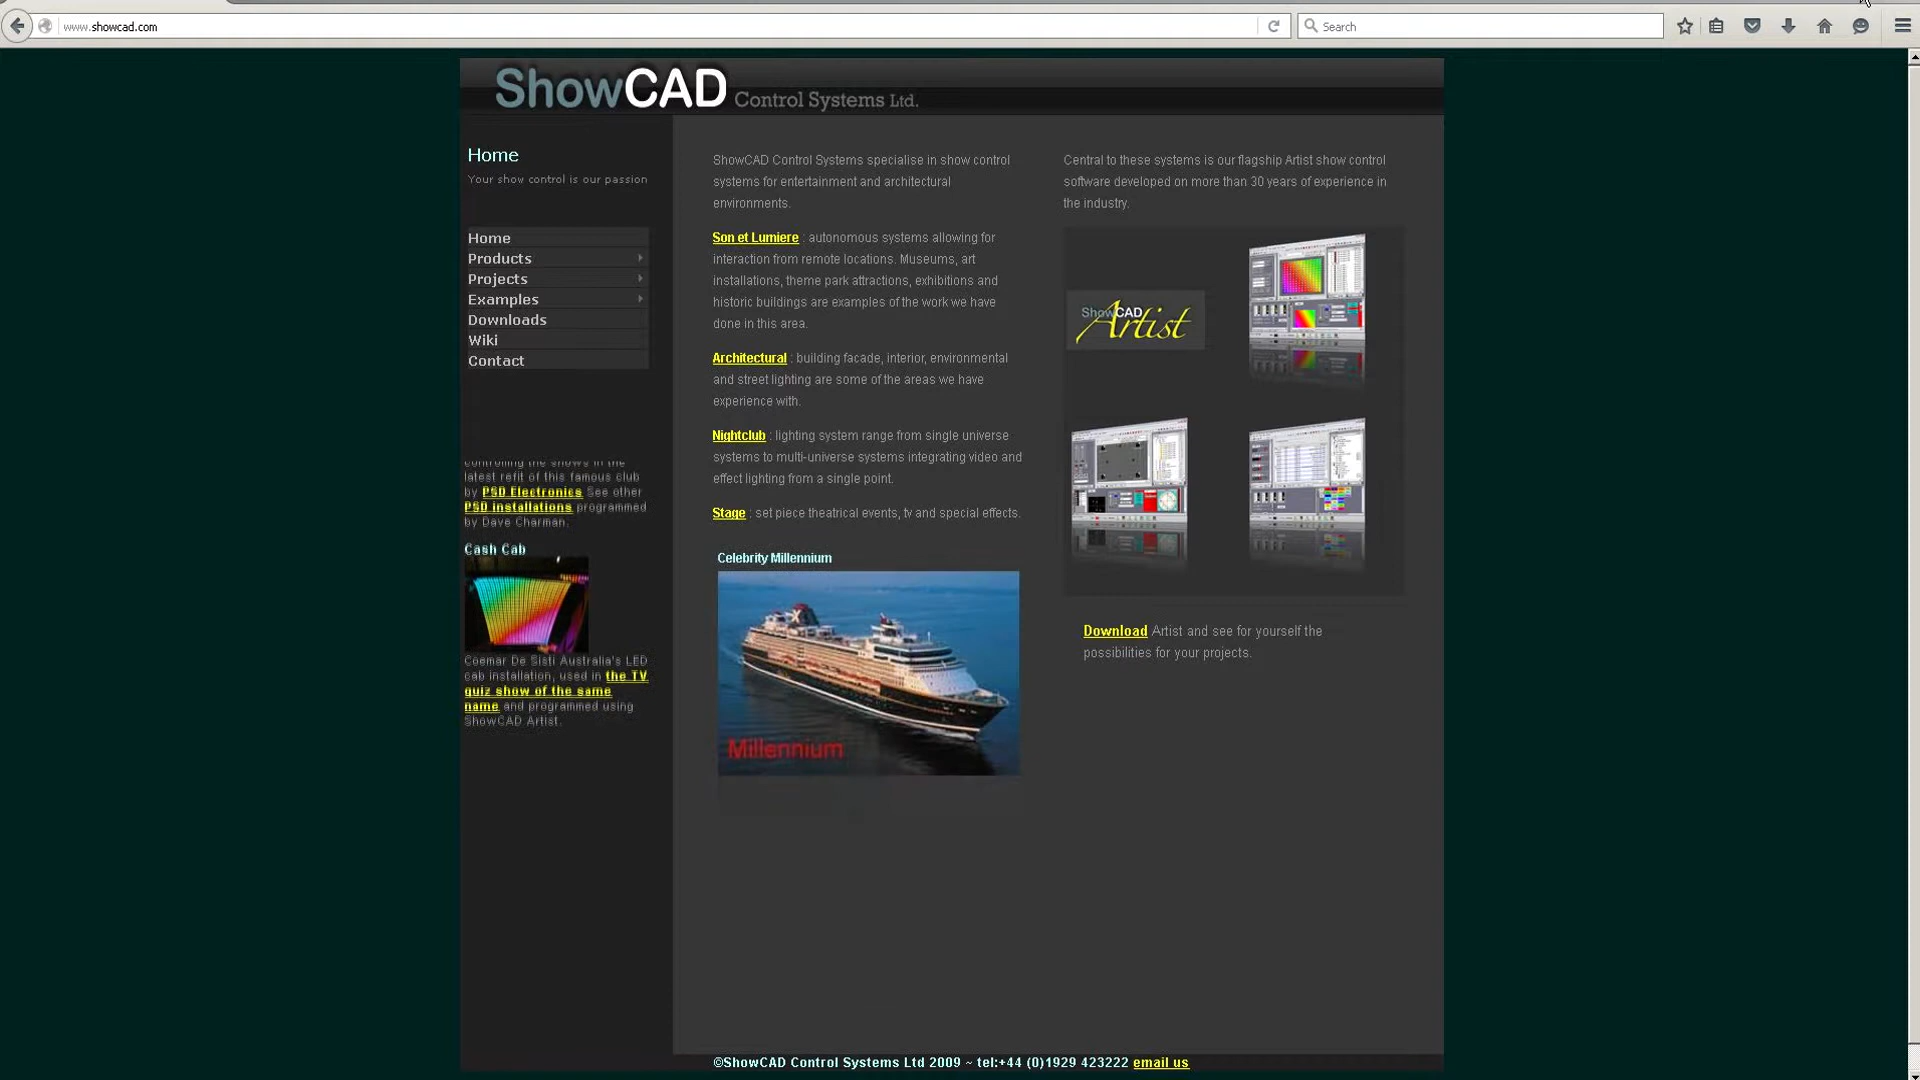 www.showcad.com
Search
ShowCAD Control Systems Ltd.
Home
Your show control is our passion
Home
Products
Projects
Examples
Downloads
Wiki
Contact
controlling the shows in the
latest refit of this famous club
by PSD Electronics See other
PSD installations programmed
by Dave Charman.
Cash Cab
Coemar De Sisti Australia's LED
cab installation, used in the TV
quiz show of the same
name and programmed using
ShowCAD Artist.
ShowCAD Control Systems specialise in show control
systems for entertainment and architectural
environments.
Son et Lumiere : autonomous systems allowing for
interaction from remote locations. Museums, art
installations, theme park attractions, exhibitions and
historic buildings are examples of the work we have
done in this area.
Architectural : building facade, interior, environmental
and street lighting are some of the areas we have
experience with.
Nightclub : lighting system range from single universe
systems to multi-universe systems integrating video and
effect lighting from a single point.
Stage : set piece theatrical events, tv and special effects.
Celebrity Millennium
Millennium
Central to these systems is our flagship Artist show control
software developed on more than 30 years of experience in
the industry.
ShowCAD
Artist
Download Artist and see for yourself the
possibilities for your projects.
©ShowCAD Control Systems Ltd 2009 ~ tel:+44 (0)1929 423222 email us